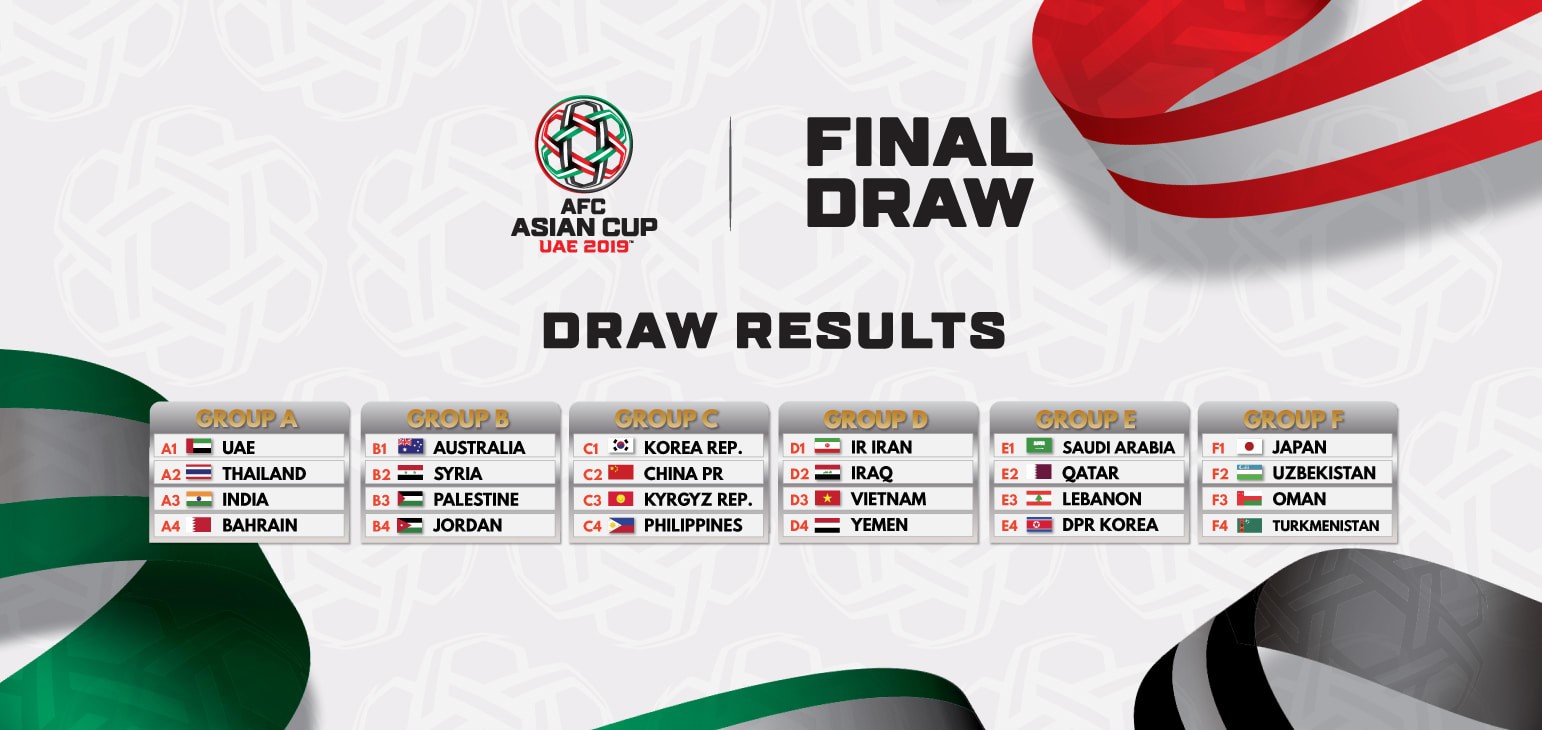 AFC
ASIAN CUP
UAE 2019™
FINAL
DRAW
DRAW RESULTS
GROUP A
A1 UAE
A2 THAILAND
A3 INDIA
A4 BAHRAIN
GROUP B
B1 AUSTRALIA
B2 SYRIA
B3 PALESTINE
B4 JORDAN
GROUP C
C1 KOREA REP.
C2 CHINA PR
C3 KYRGYZ REP.
C4 PHILIPPINES
GROUP D
D1 IR IRAN
D2 IRAQ
D3 VIETNAM
D4 YEMEN
GROUP E
E1 SAUDI ARABIA
E2 QATAR
E3 LEBANON
E4 DPR KOREA
GROUP F
F1 JAPAN
F2 UZBEKISTAN
F3 OMAN
F4 TURKMENISTAN